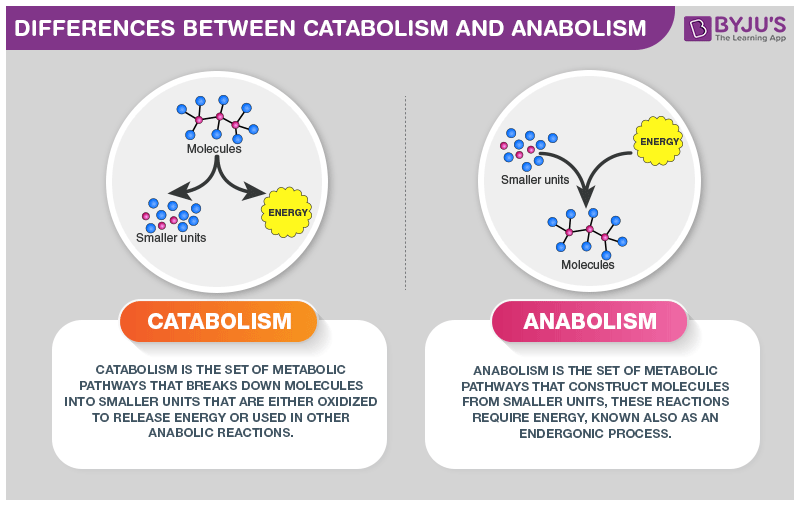 DIFFERENCES BETWEEN CATABOLISM AND ANABOLISM
BYJU'S
The Learning App
Molecules
Smaller units
ENERGY
CATABOLISM
CATABOLISM IS THE SET OF METABOLIC
PATHWAYS THAT BREAKS DOWN MOLECULES
INTO SMALLER UNITS THAT ARE EITHER OXIDIZED
TO RELEASE ENERGY OR USED IN OTHER
ANABOLIC REACTIONS.
ENERGY
Smaller units
Molecules
ANABOLISM
ANABOLISM IS THE SET OF METABOLIC
PATHWAYS THAT CONSTRUCT MOLECULES
FROM SMALLER UNITS, THESE REACTIONS
REQUIRE ENERGY, KNOWN ALSO AS AN
ENDERGONIC PROCESS.